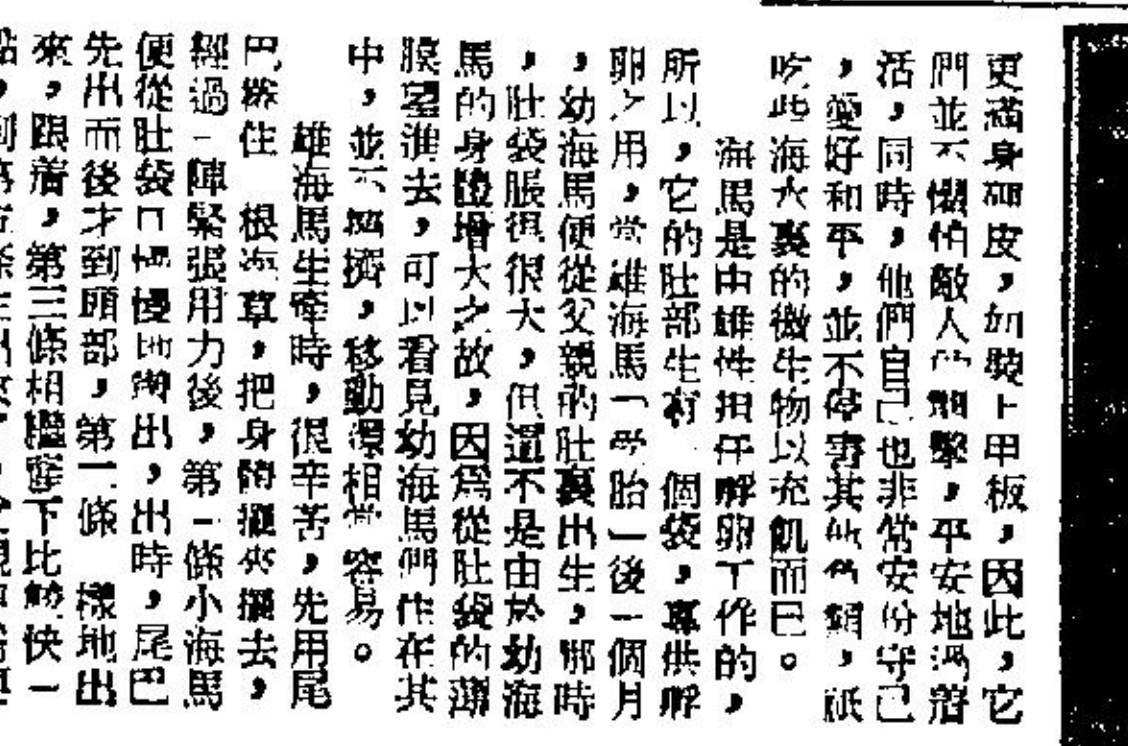 更滿身硬皮，如裝上甲板，因此，它
們並不懼怕敵人的襲擊，平安地過着
活，同時，他們自己也非常安份守己
，愛好和平，並不傷害其他魚類，祇
吃些海水裏的微生物以充飢而已。
海馬是由雄性担任孵卵工作的，
所以，它的肚部生有一個袋，專供孵
卵之用，當雄海馬「受胎」後一個月
，幼海馬便從父親的肚裏出生，那時
，肚袋脹得很大，但還不是由於幼海
馬的身體增大之故，因爲從肚袋的薄
膜望進去，可以看見幼海馬們住在其
中，並不擁擠，移動還相當容易。
雄海馬生產時，很辛苦，先用尾
巴繫住一根海草，把身體擺來擺去，
經過一陣緊張用力後，第一條小海馬
便從肚袋口慢慢地溜出，出時，尾巴
先出而後才到頭部，第二條一樣地出
來，跟着，第三條相繼產下比較快一